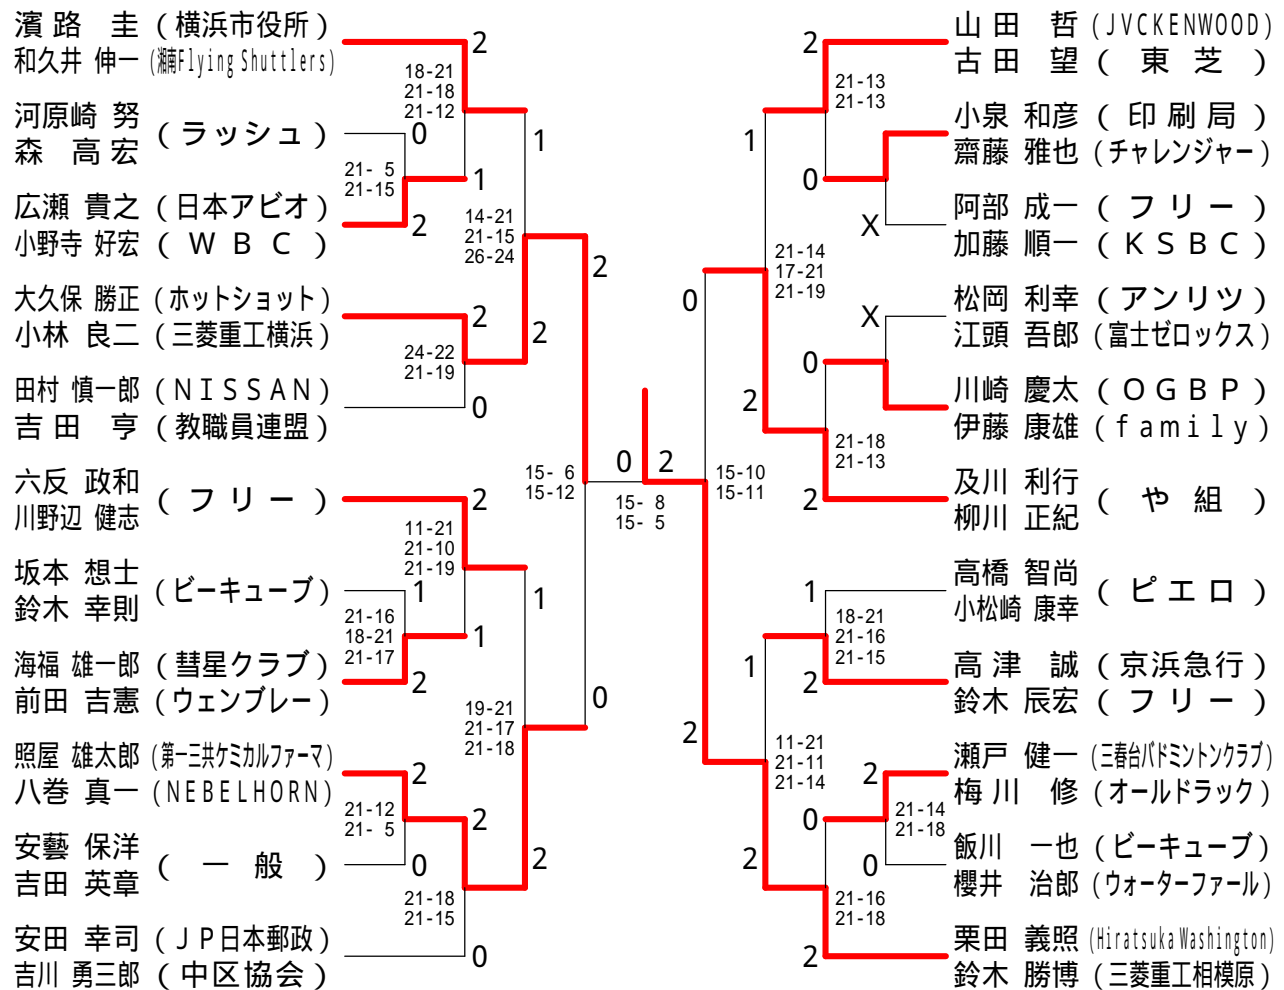 濱路 圭 (横浜市役所)
和久井 伸一 (湘南Flying Shuttlers)
河原崎 努
森 高宏
(ラッシュ)
広瀬 貴之 (日本アビオ)
小野寺 好宏 (ＷＢＣ)
大久保 勝正 (ホットショット)
小林 良二 (三菱重工横浜)
田村 慎一郎 (ＮＩＳＳＡＮ)
吉田 亨 (教職員連盟)
六反 政和
川野辺 健志
(フリー)
坂本 想士
鈴木 幸則
(ビーキューブ)
海福 雄一郎 (彗星クラブ)
前田 吉憲 (ウェンブレー)
照屋 雄太郎 (第一三共ケミカルファーマ)
八巻 真一 (NEBELHORN)
安藝 保洋
吉田 英章
(一般)
安田 幸司 (ＪＰ日本郵政)
吉川 勇三郎 (中区協会)
2
18-21
21-18
21-12
0
21- 5
21-15
1
2
1
14-21
21-15
26-24
2
2
24-22
21-19
0
2
15- 6
15-12
2
11-21
21-10
21-19
1
21-16
18-21
21-17
1
2
1
19-21
21-17
21-18
0
2
21-12
21- 5
0
2
2
21-18
21-15
0
0 2
15- 8
15- 5
2
21-13
21-13
1
0
X
21-14
17-21
21-19
0
X
0
2
21-18
21-13
2
15-10
15-11
1
18-21
21-16
21-15
1
2
2
11-21
21-11
21-14
2
21-14
21-18
0
0
2
21-16
21-18
2
山田 哲 (JVCKENWOOD)
古田 望 (東芝)
小泉 和彦 (印刷局)
齋藤 雅也 (チャレンジャー)
阿部 成一 (フリー)
加藤 順一 (ＫＳＢＣ)
松岡 利幸 (アンリツ)
江頭 吾郎 (富士ゼロックス)
川崎 慶太 (ＯＧＢＰ)
伊藤 康雄 (family)
及川 利行
柳川 正紀
(や組)
高橋 智尚
小松崎 康幸
(ピエロ)
高津 誠 (京浜急行)
鈴木 辰宏 (フリー)
瀬戸 健一 (三春台バドミントンクラブ)
梅川 修 (オールドラック)
飯川 一也 (ビーキューブ)
櫻井 治郎 (ウォーターファール)
栗田 義照 (Hiratsuka Washington)
鈴木 勝博 (三菱重工相模原)